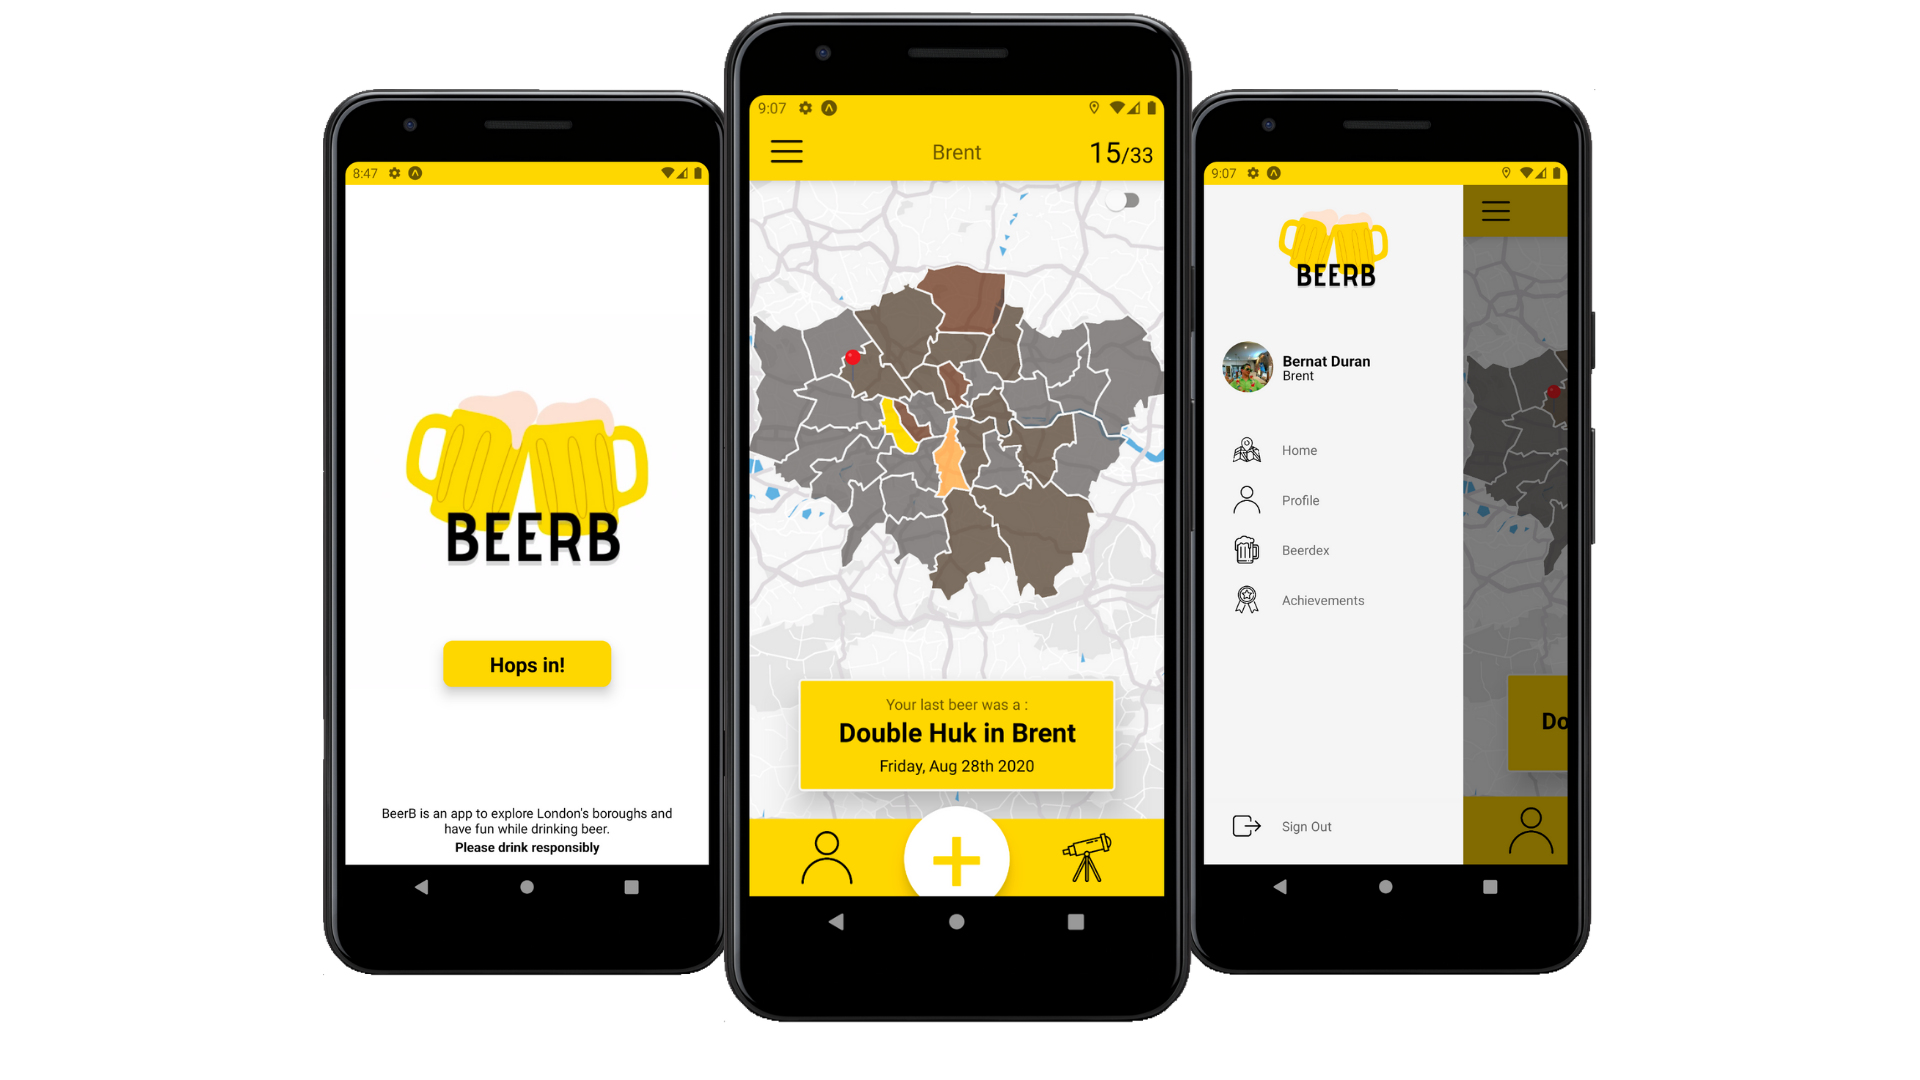 8:47
BEERB
Hops in!
BeerB is an app to explore London's boroughs and
have fun while drinking beer.
Please drink responsibly
9:07
Brent
15/33
Your last beer was a :
Double Huk in Brent
Friday, Aug 28th 2020
9:07
BEERB
Bernat Duran
Brent
Home
Profile
Beerdex
Achievements
Do
Sign Out